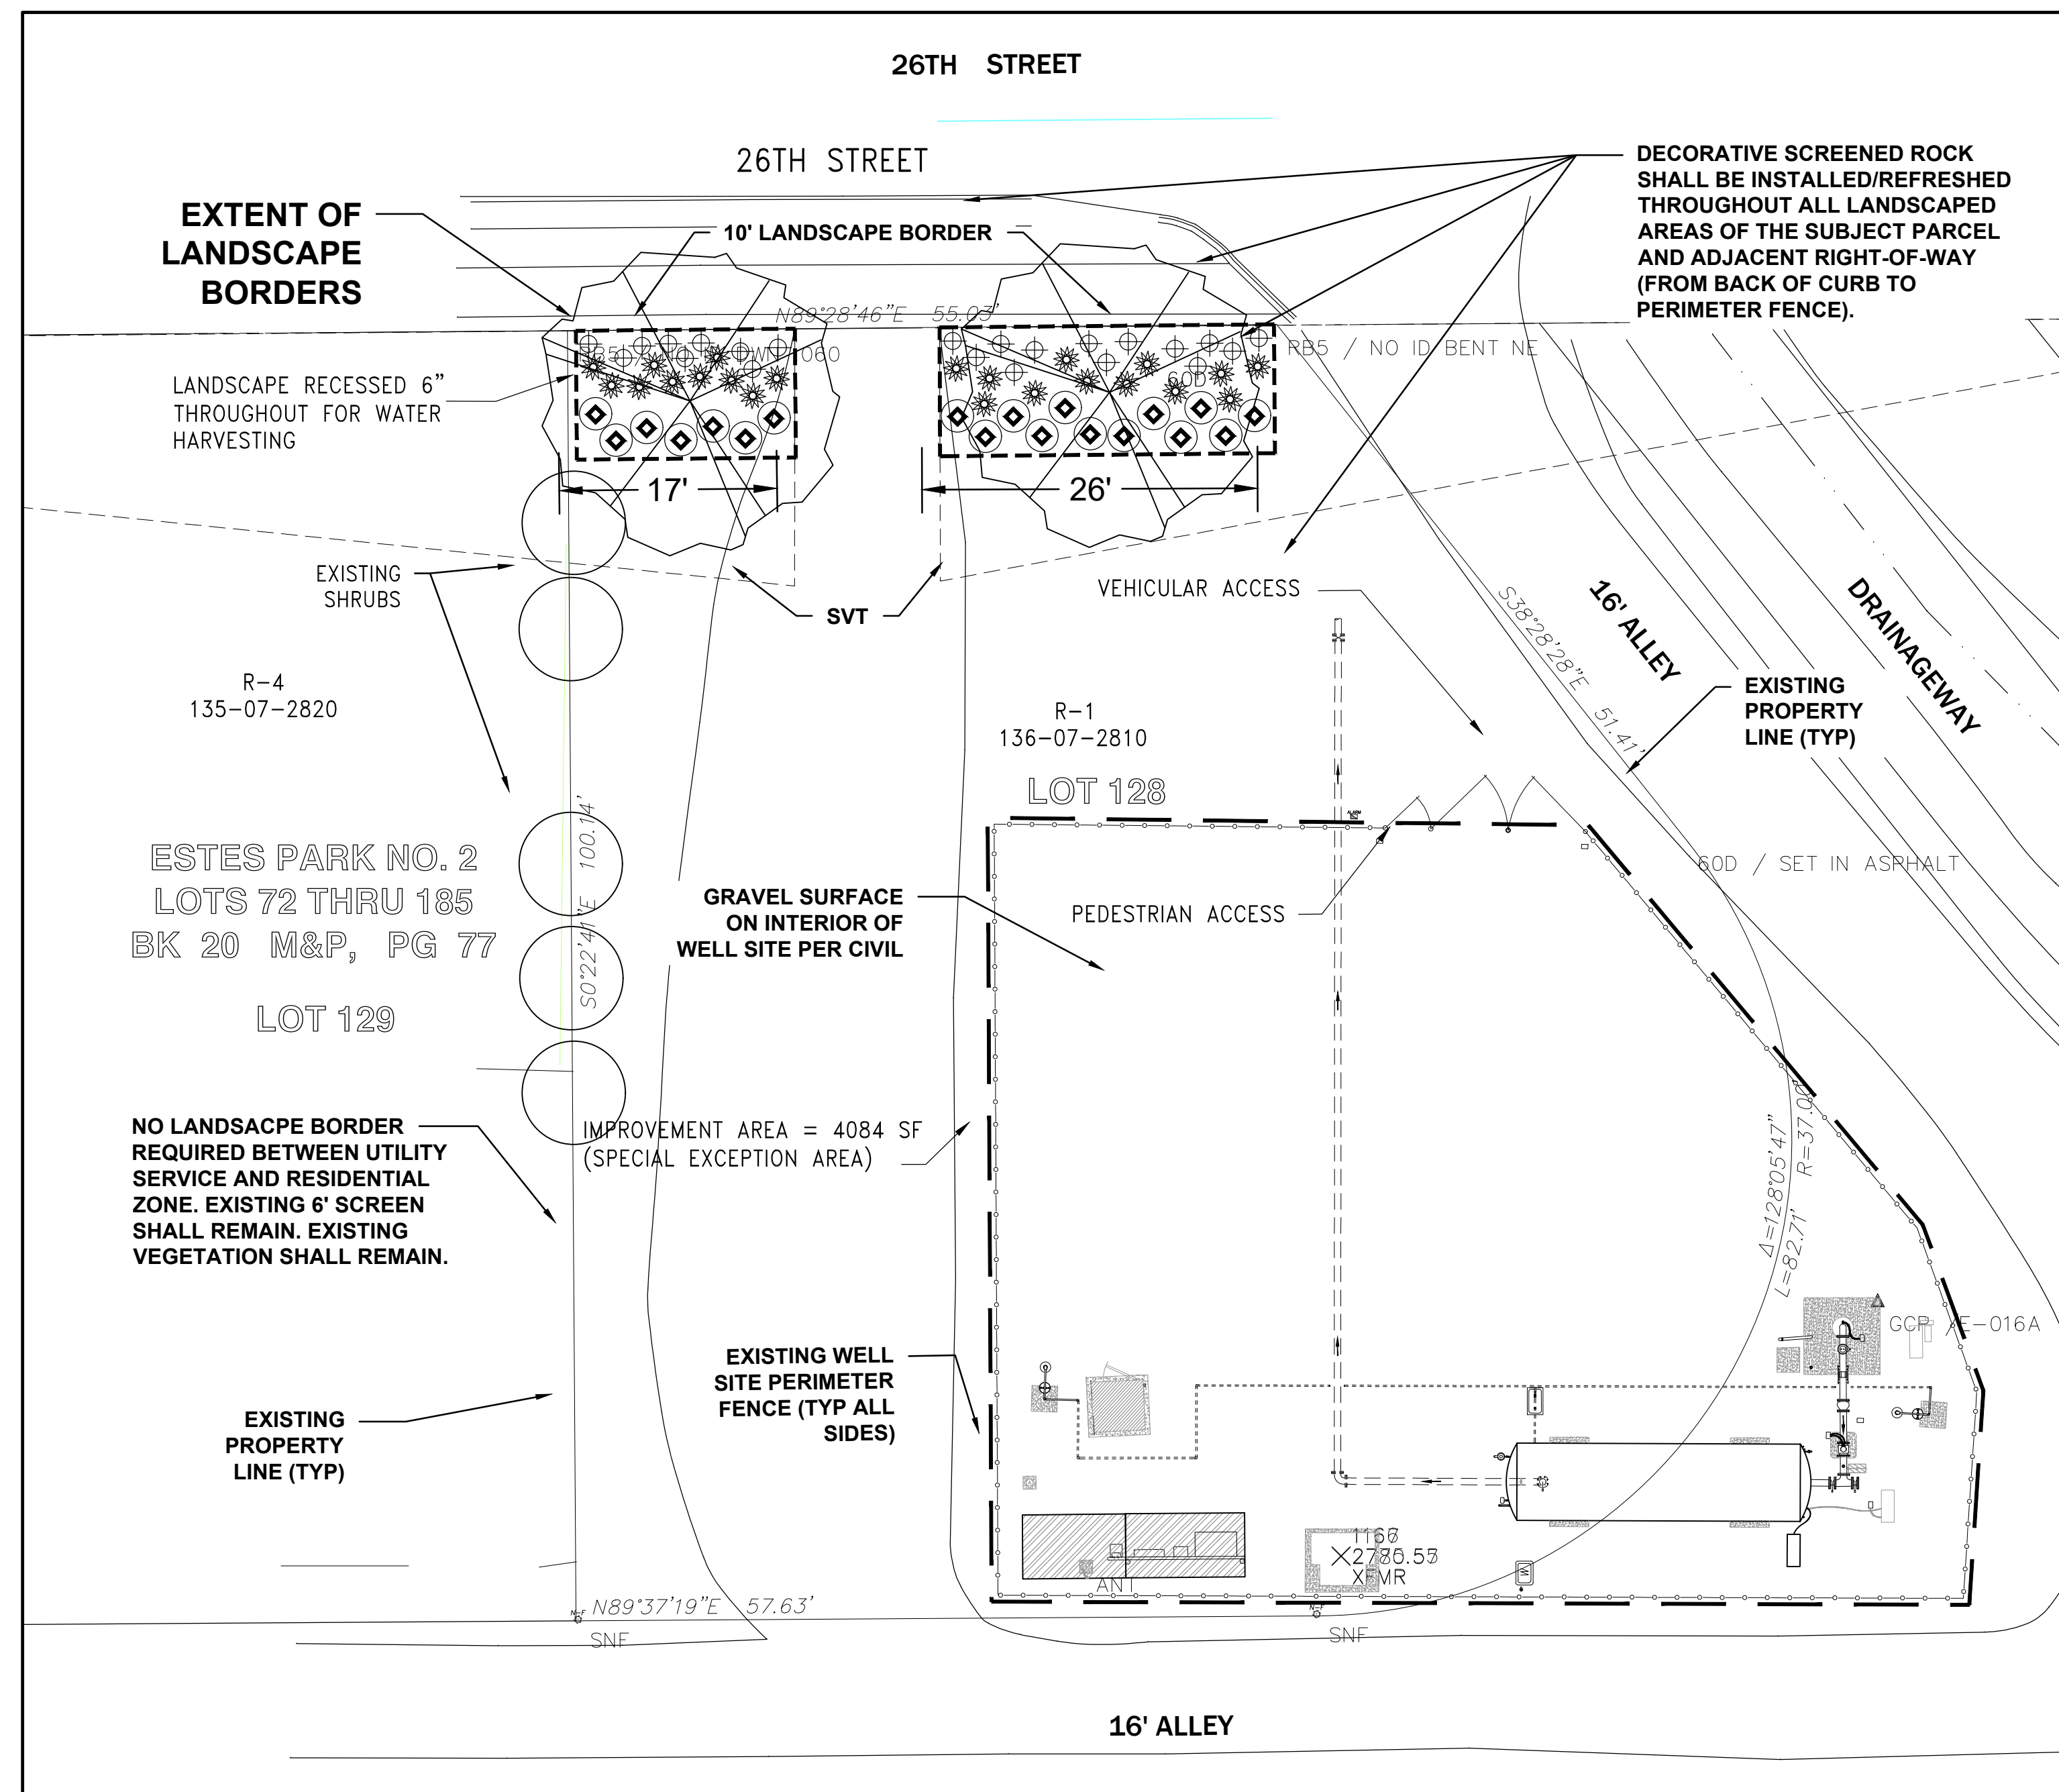 26TH STREET
26TH STREET
EXTENT OF
LANDSCAPE
BORDERS
10' LANDSCAPE BORDER
DECORATIVE SCREENED ROCK
SHALL BE INSTALLED/REFRESHED
THROUGHOUT ALL LANDSCAPED
AREAS OF THE SUBJECT PARCEL
AND ADJACENT RIGHT-OF-WAY
(FROM BACK OF CURB TO
PERIMETER FENCE).
N89°28'46"E 55.03'
RB5 / NO ID BENT NE
60D
LANDSCAPE RECESSED 6"
THROUGHOUT FOR WATER
HARVESTING
17'
26'
EXISTING
SHRUBS
SVT
VEHICULAR ACCESS
S38°28'28"E 51.41'
16' ALLEY
DRAINAGEWAY
EXISTING
PROPERTY
LINE (TYP)
R-4
135-07-2820
R-1
136-07-2810
LOT 128
ALARM
60D / SET IN ASPHALT
ESTES PARK NO. 2
LOTS 72 THRU 185
BK 20 M&P, PG 77
LOT 129
S0°22'41"E 100.14'
GRAVEL SURFACE
ON INTERIOR OF
WELL SITE PER CIVIL
PEDESTRIAN ACCESS
IMPROVEMENT AREA = 4084 SF
(SPECIAL EXCEPTION AREA)
NO LANDSACPE BORDER
REQUIRED BETWEEN UTILITY
SERVICE AND RESIDENTIAL
ZONE. EXISTING 6' SCREEN
SHALL REMAIN. EXISTING
VEGETATION SHALL REMAIN.
Δ=128°05'47"
R=37.00'
L=82.71'
GCP AE-016A
EXISTING WELL
SITE PERIMETER
FENCE (TYP ALL
SIDES)
EXISTING
PROPERTY
LINE (TYP)
ANT
M
N-F
N89°37'19"E 57.63'
SNF
N-F
SNF
16' ALLEY